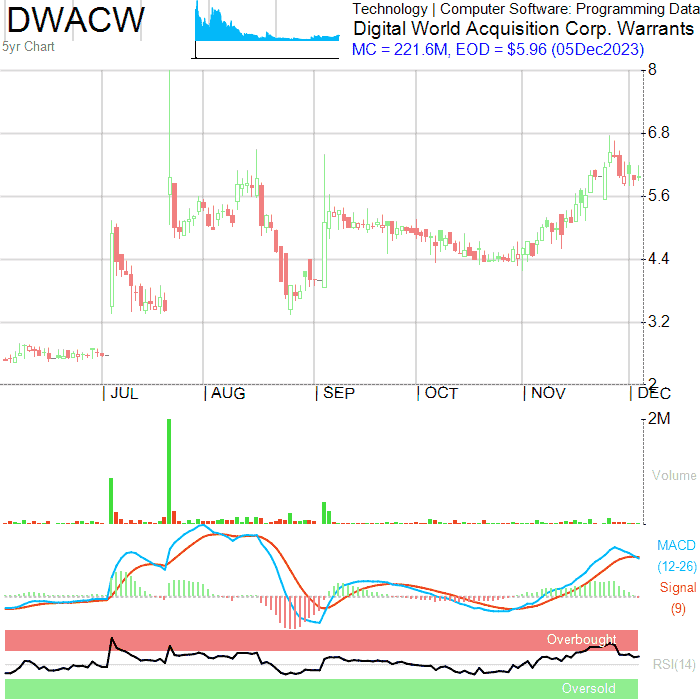 DWACW
5yr Chart
Technology | Computer Software: Programming Data
Digital World Acquisition Corp. Warrants
MC = 221.6M, EOD = $5.96 (05Dec2023)
8
6.8
5.6
4.4
3.2
2
JUL AUG SEP OCT NOV DEC
2M
Volume
MACD
(12-26)
Signal
(9)
Overbought
RSI(14)
Oversold